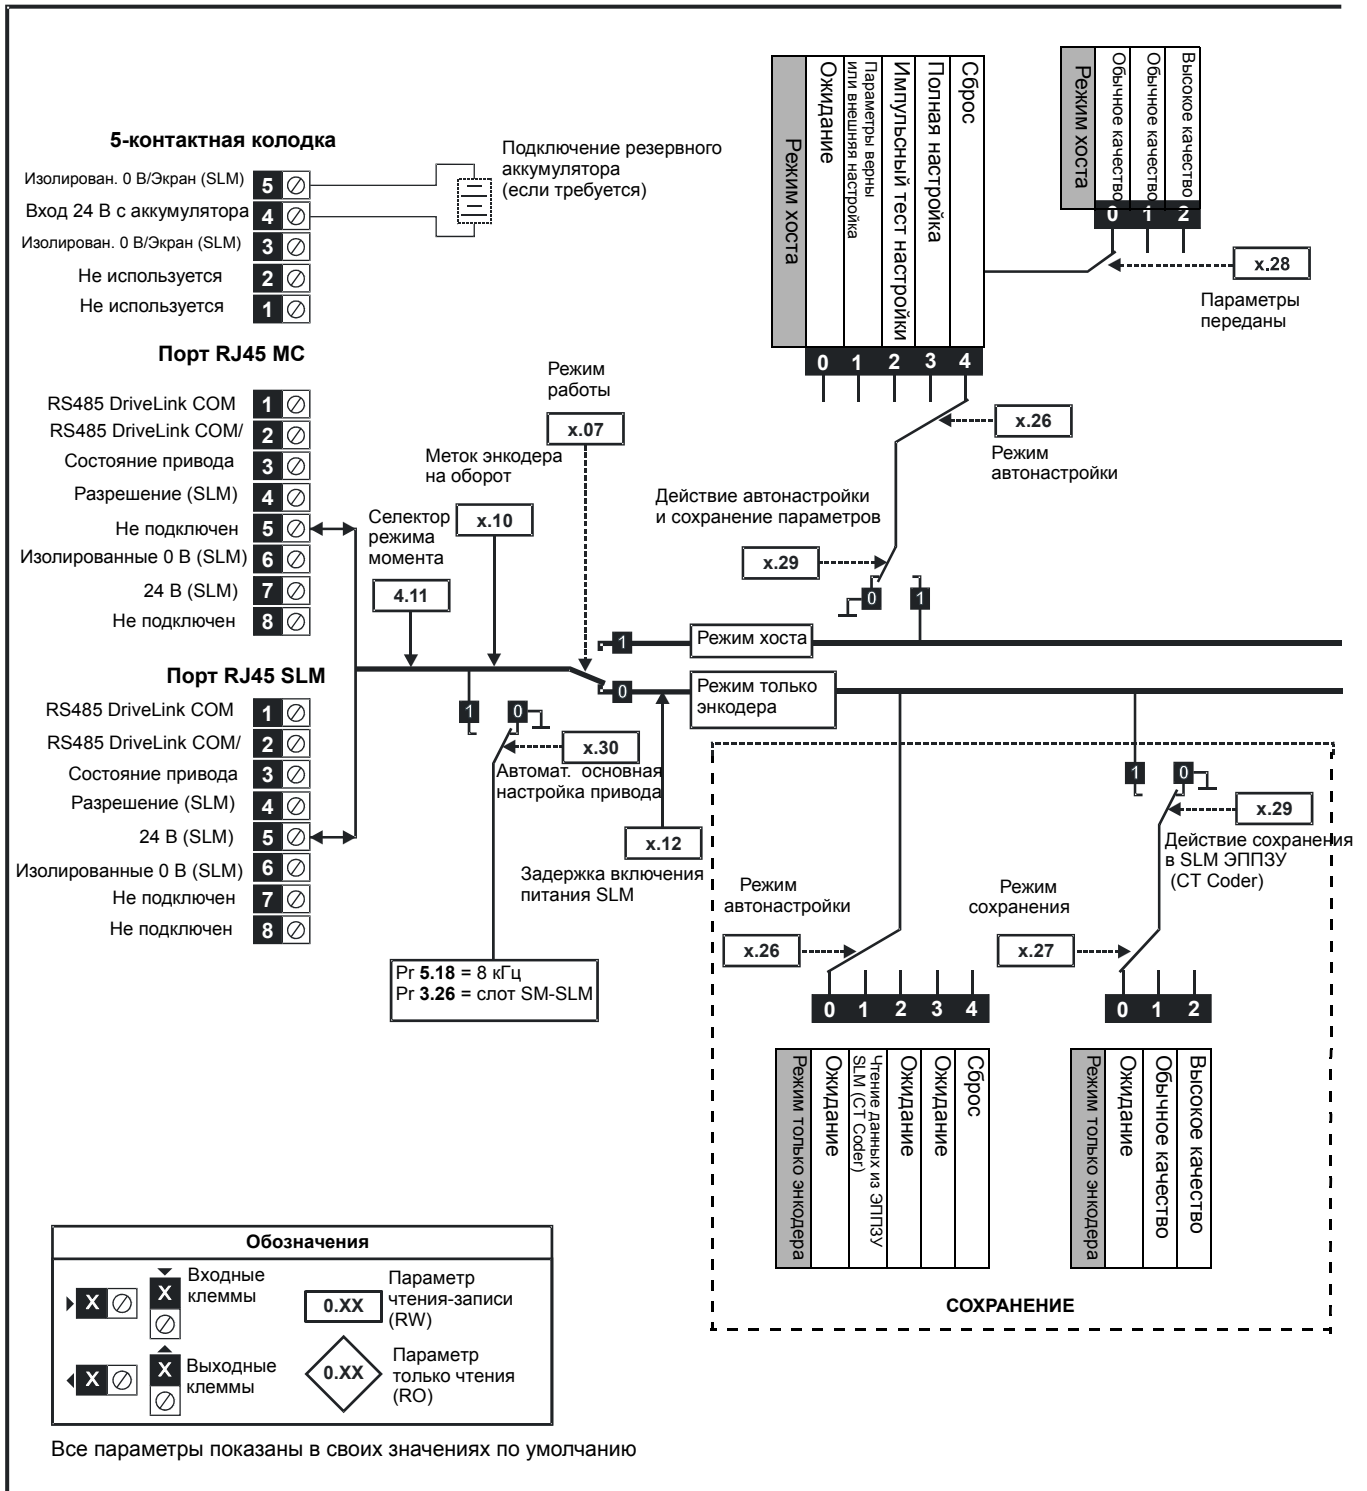 5-контактная колодка
Изолирован. 0 В/Экран (SLM)
5
Вход 24 В с аккумулятора
4
Изолирован. 0 В/Экран (SLM)
3
Не используется
2
Не используется
1
Подключение резервного
аккумулятора
(если требуется)
Порт RJ45 MC
RS485 DriveLink COM
1
RS485 DriveLink COM/
2
Состояние привода
3
Разрешение (SLM)
4
Не подключен
5
Изолированные 0 В (SLM)
6
24 В (SLM)
7
Не подключен
8
Порт RJ45 SLM
RS485 DriveLink COM
1
RS485 DriveLink COM/
2
Состояние привода
3
Разрешение (SLM)
4
24 В (SLM)
5
Изолированные 0 В (SLM)
6
Не подключен
7
Не подключен
8
Селектор
режима
момента
4.11
Меток энкодера
на оборот
x.10
Режим
работы
x.07
1
0
1
0
x.30
Автомат. основная
настройка привода
Pr 5.18 = 8 кГц
Pr 3.26 = слот SM-SLM
x.12
Задержка включения
питания SLM
Режим хоста
Режим только
энкодера
Режим хоста
Ожидание
Параметры верны
или внешняя настройка
Импульсный тест настройки
Полная настройка
Сброс
0 1 2 3 4
x.26
Режим
автонастройки
Действие автонастройки
и сохранение параметров
x.29
0
1
Режим хоста
Обычное качество
Обычное качество
Высокое качество
0 1 2
x.28
Параметры
переданы
Режим
автонастройки
x.26
0 1 2 3 4
Режим только энкодера
Ожидание
Чтение данных из ЭППЗУ
SLM (CT Coder)
Ожидание
Ожидание
Сброс
1
0
x.29
Действие сохранения
в SLM ЭППЗУ
(CT Coder)
Режим
сохранения
x.27
0 1 2
Режим только энкодера
Ожидание
Обычное качество
Высокое качество
СОХРАНЕНИЕ
Обозначения
X
X
Входные
клеммы
0.XX
Параметр
чтения-записи
(RW)
X
X
Выходные
клеммы
0.XX
Параметр
только чтения
(RO)
Все параметры показаны в своих значениях по умолчанию